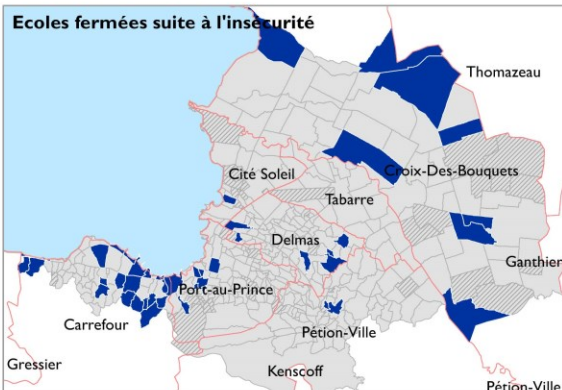 Ecoles fermées suite à l'insécurité
Thomazeau
Cité Soleil
Croix-Des-Bouquets
Tabarre
Delmas
Ganthier
Port-au-Prince
Carrefour
Pétion-Ville
Gressier
Kenscoff
Pétion-Ville